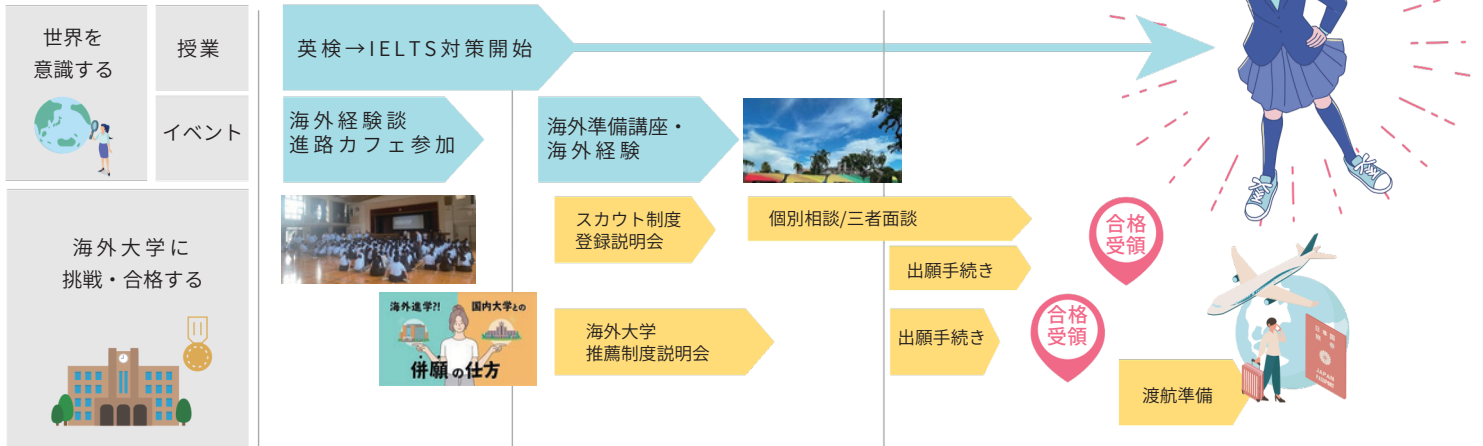 世界を
意識する
授業
イベント
英検→IELTS対策開始
海外経験談
進路カフェ参加
海外準備講座・
海外経験
海外大学に
挑戦・合格する
スカウト制度
登録説明会
個別相談/三者面談
出願手続き
合格
受領
海外進学?!
国内大学との
併願の仕方
海外大学
推薦制度説明会
出願手続き
合格
受領
渡航準備
JAPAN
PASSPORT